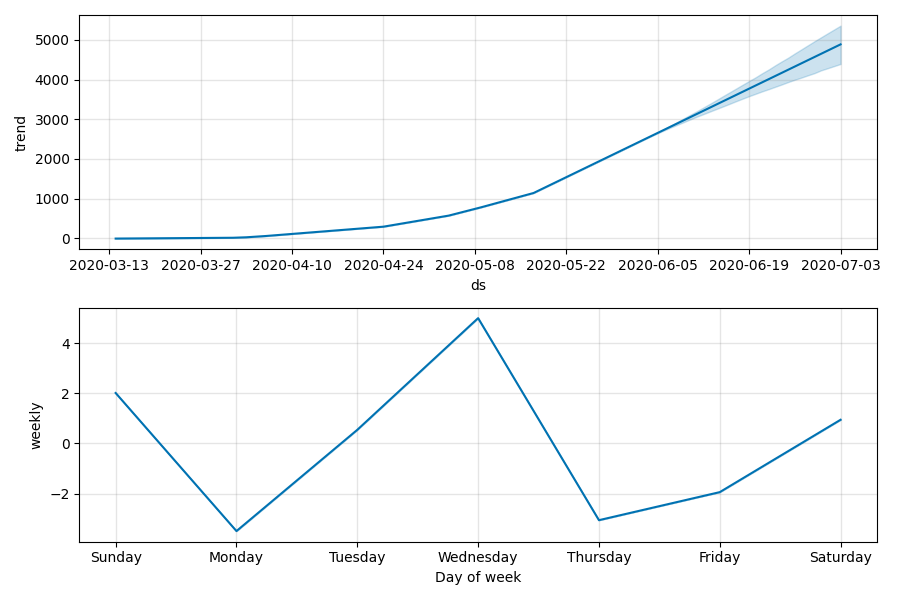 5000
4000
3000
2000
1000
0
trend
2020-03-13 2020-03-27 2020-04-10 2020-04-24 2020-05-08 2020-05-22 2020-06-05 2020-06-19 2020-07-03
ds
4
2
0
−2
weekly
Sunday Monday Tuesday Wednesday Thursday Friday Saturday
Day of week